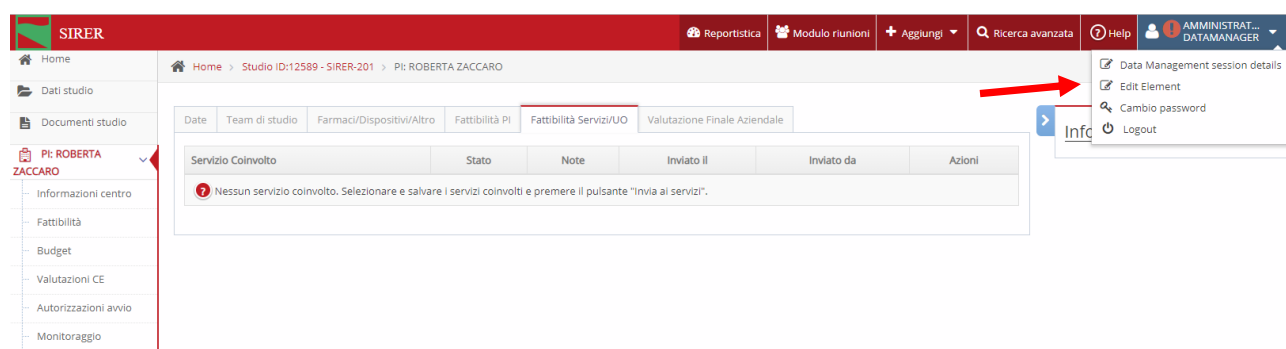 SIRER
Reportistica
Modulo riunioni
Aggiungi
Ricerca avanzata
Help
AMMINISTRAT...
DATAMANAGER
Data Management session details
Edit Element
Cambio password
Logout
Home
Dati studio
Documenti studio
PI: ROBERTA
ZACCARO
Informazioni centro
Fattibilità
Budget
Valutazioni CE
Autorizzazioni avvio
Monitoraggio
Home > Studio ID:12589 - SIRER-201 > PI: ROBERTA ZACCARO
Date
Team di studio
Farmaci/Dispositivi/Altro
Fattibilità PI
Fattibilità Servizi/UO
Valutazione Finale Aziendale
Servizio Coinvolto
Stato
Note
Inviato il
Inviato da
Azioni
Nessun servizio coinvolto. Selezionare e salvare i servizi coinvolti e premere il pulsante "Invia ai servizi".